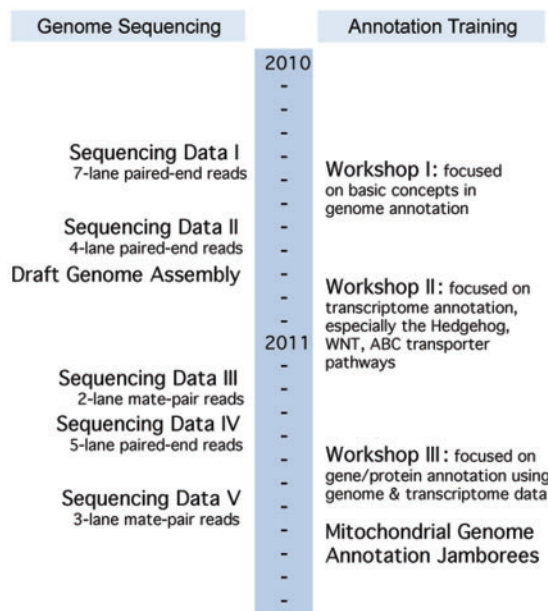 Genome Sequencing
Annotation Training
2010
-
-
-
Sequencing Data I
7-lane paired-end reads
-
-
Workshop I: focused
on basic concepts in
genome annotation
-
Sequencing Data II
4-lane paired-end reads
-
-
Draft Genome Assembly
-
-
Workshop II: focused on
transcriptome annotation,
especially the Hedgehog,
WNT, ABC transporter
pathways
-
2011
-
Sequencing Data III
2-lane mate-pair reads
-
Sequencing Data IV
5-lane paired-end reads
-
-
Workshop III: focused on
gene/protein annotation using
genome & transcriptome data
-
Sequencing Data V
3-lane mate-pair reads
-
-
Mitochondrial Genome
Annotation Jamborees
-
-
-
-